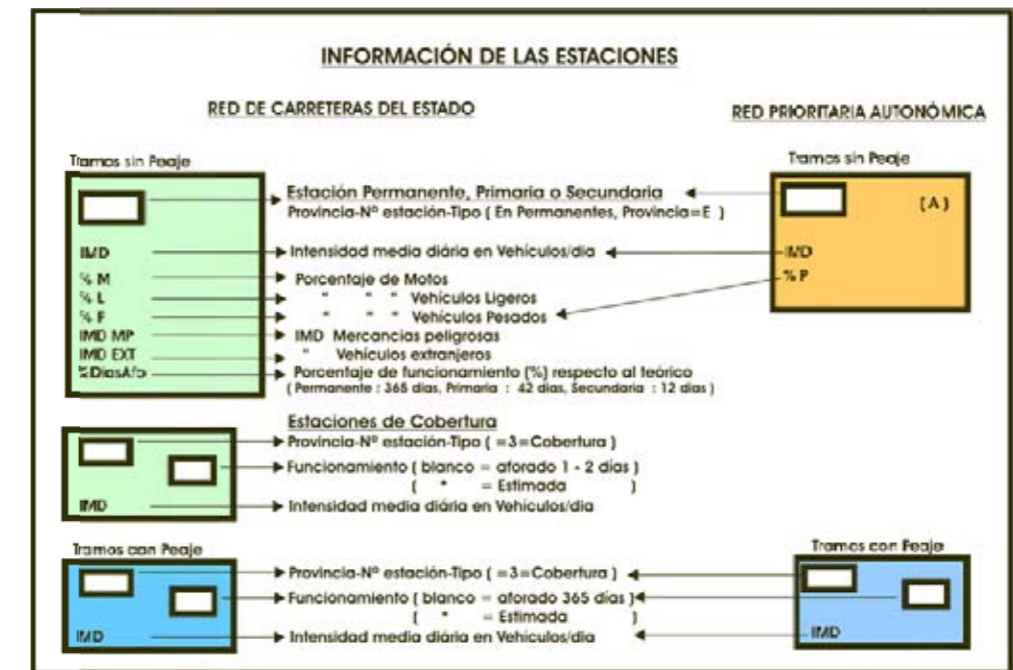 INFORMACIÓN DE LAS ESTACIONES
RED DE CARRETERAS DEL ESTADO
RED PRIORITARIA AUTONÓMICA
Tramos sin Peaje
Tramos sin Peaje
Estación Permanente, Primaria o Secundaria
Provincia-Nº estación-Tipo ( En Permanentes, Provincia=E )
(A)
IMD
Intensidad media diária en Vehículos/dia
IMD
% M
Porcentaje de Motos
% P
% L
" " " Vehículos Ligeros
% P
" " " Vehículos Pesados
IMD MP
IMD Mercancias peligrosas
IMD EXT
" Vehículos extranjeros
%DiasAfo
Porcentaje de funcionamiento (%) respecto al teórico
( Permanente : 365 dias, Primaria : 42 dias, Secundaria : 12 dias )
Estaciones de Cobertura
Provincia-Nº estación-Tipo ( =3=Cobertura )
Funcionamiento ( blanco = aforado 1 - 2 días )
( * = Estimada )
IMD
Intensidad media diária en Vehículos/dia
Tramos con Peaje
Tramos con Peaje
Provincia-Nº estación-Tipo ( =3=Cobertura )
Funcionamiento ( blanco = aforado 365 días )
( * = Estimada )
IMD
Intensidad media diária en Vehículos/dia
IMD